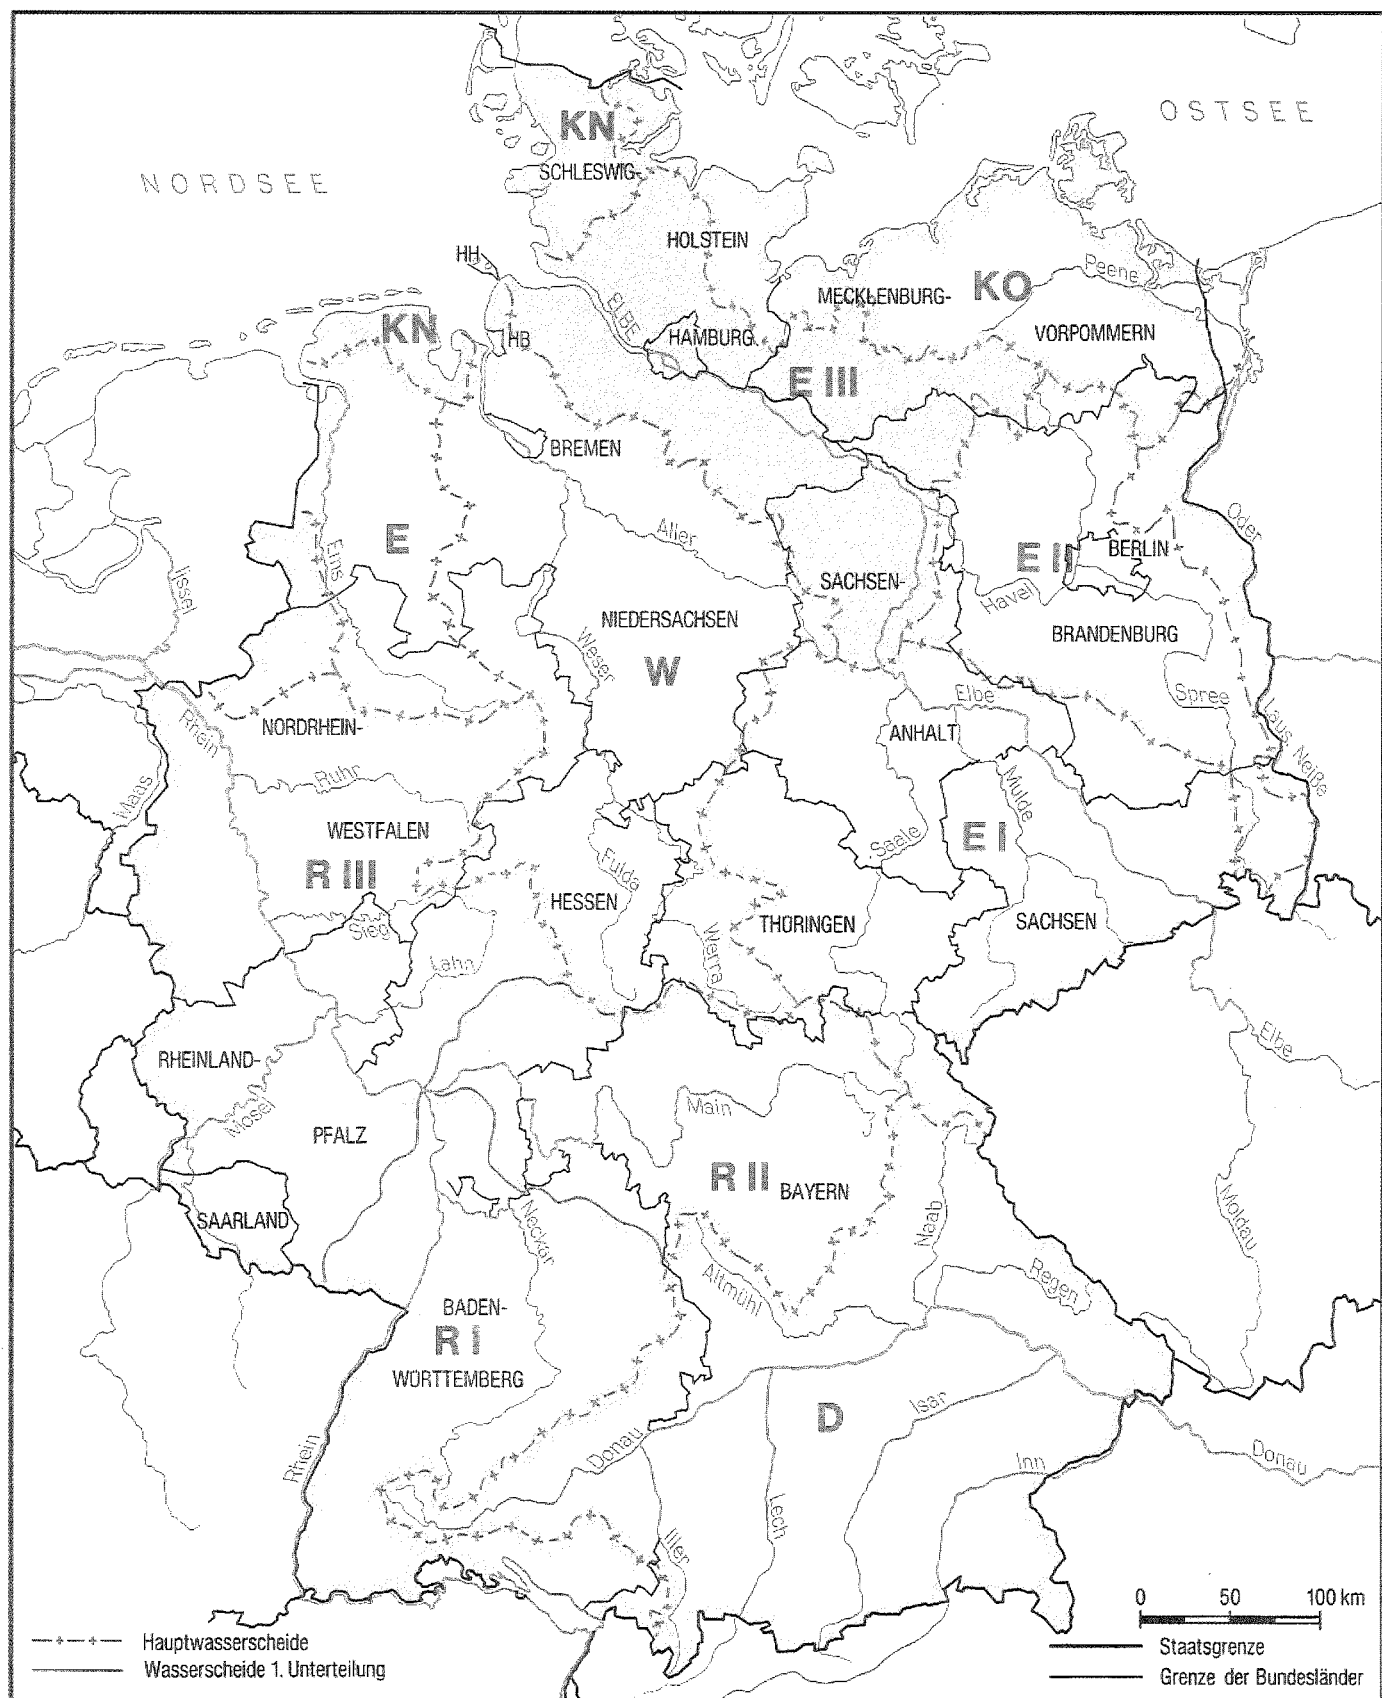 OSTSEE
KN
NORDSEE
SCHLESWIG-
HOLSTEIN
HH
Peene
MECKLENBURG-
KO
ELBE
KN
HB
HAMBURG
VORPOMMERN
E III
BREMEN
Aller
Oder
E
Ems
Ijssel
E II
BERLIN
SACHSEN-
Havel
NIEDERSACHSEN
BRANDENBURG
Weser
W
Elbe
Spree
Rhein
NORDRHEIN-
ANHALT
Laus. Neiße
Ruhr
Maas
Mulde
WESTFALEN
E I
Saale
R III
Fulda
HESSEN
THÜRINGEN
SACHSEN
Sieg
Werra
Lahn
Elbe
RHEINLAND-
Main
Mosel
PFALZ
R II
BAYERN
SAARLAND
Neckar
Naab
Moldau
Altmühl
Regen
BADEN-
R I
WÜRTTEMBERG
Isar
D
Donau
Rhein
Inn
Donau
Lech
Iller
0 50 100 km
Hauptwasserscheide
Wasserscheide 1. Unterteilung
Staatsgrenze
Grenze der Bundesländer